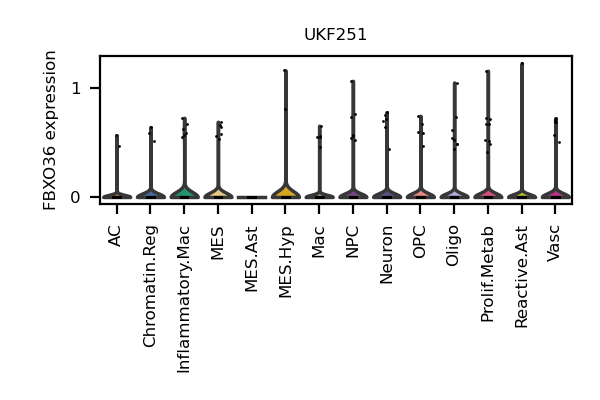 UKF251
FBXO36 expression
1
0
AC
Chromatin.Reg
Inflammatory.Mac
MES
MES.Ast
MES.Hyp
Mac
NPC
Neuron
OPC
Oligo
Prolif.Metab
Reactive.Ast
Vasc